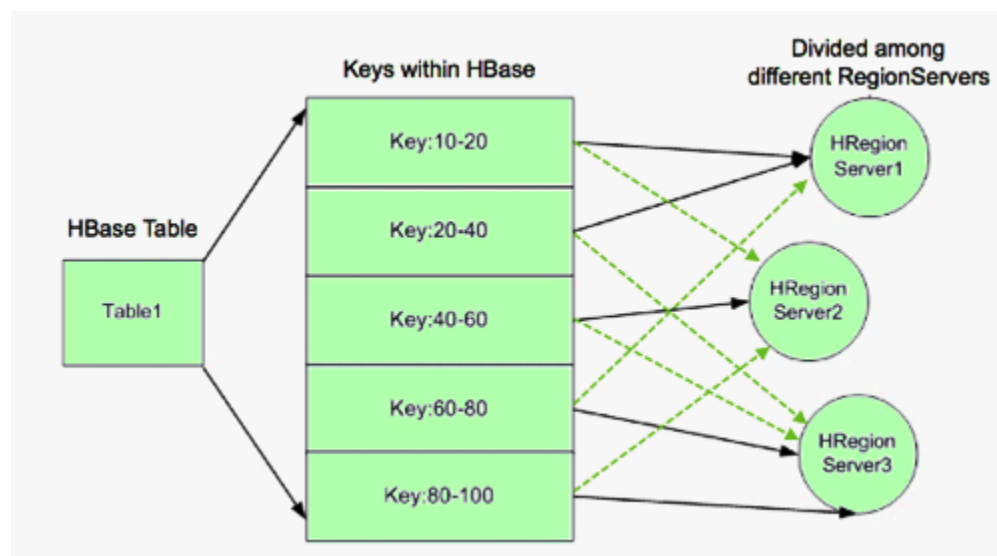 Divided among
different RegionServers
Keys within HBase
Key:10-20
HRegion
Server1
Key:20-40
HBase Table
Table1
HRegion
Server2
Key:40-60
Key:60-80
HRegion
Server3
Key:80-100